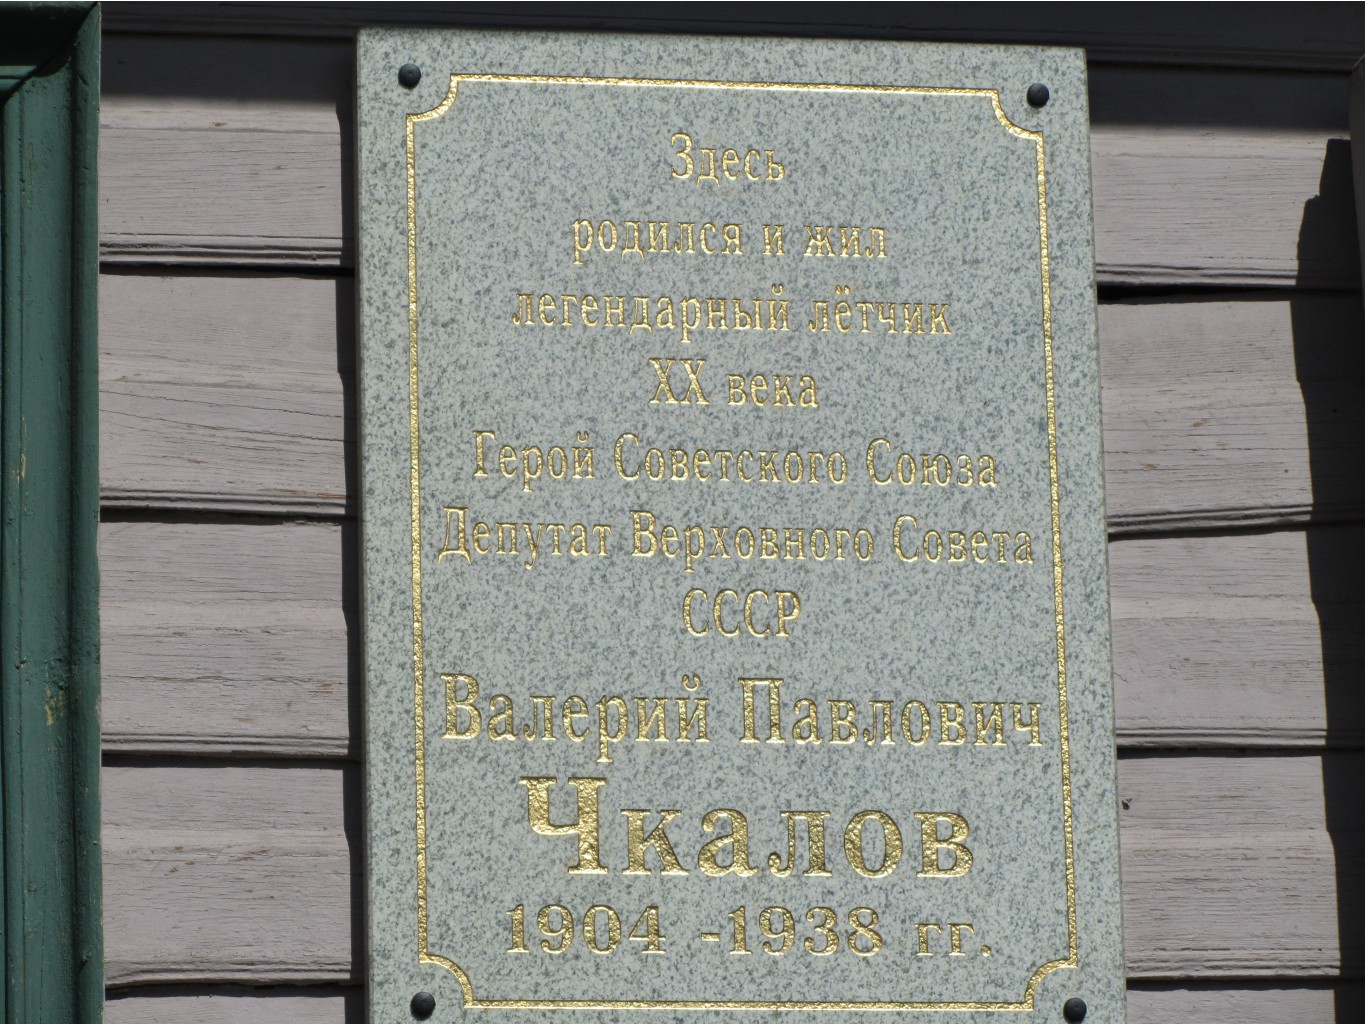 Здесь
родился и жил
легендарный лётчик
XX века
Герой Советского Союза
Депутат Верховного Совета
СССР
Валерий Павлович
Чкалов
1904 -1938 гг.